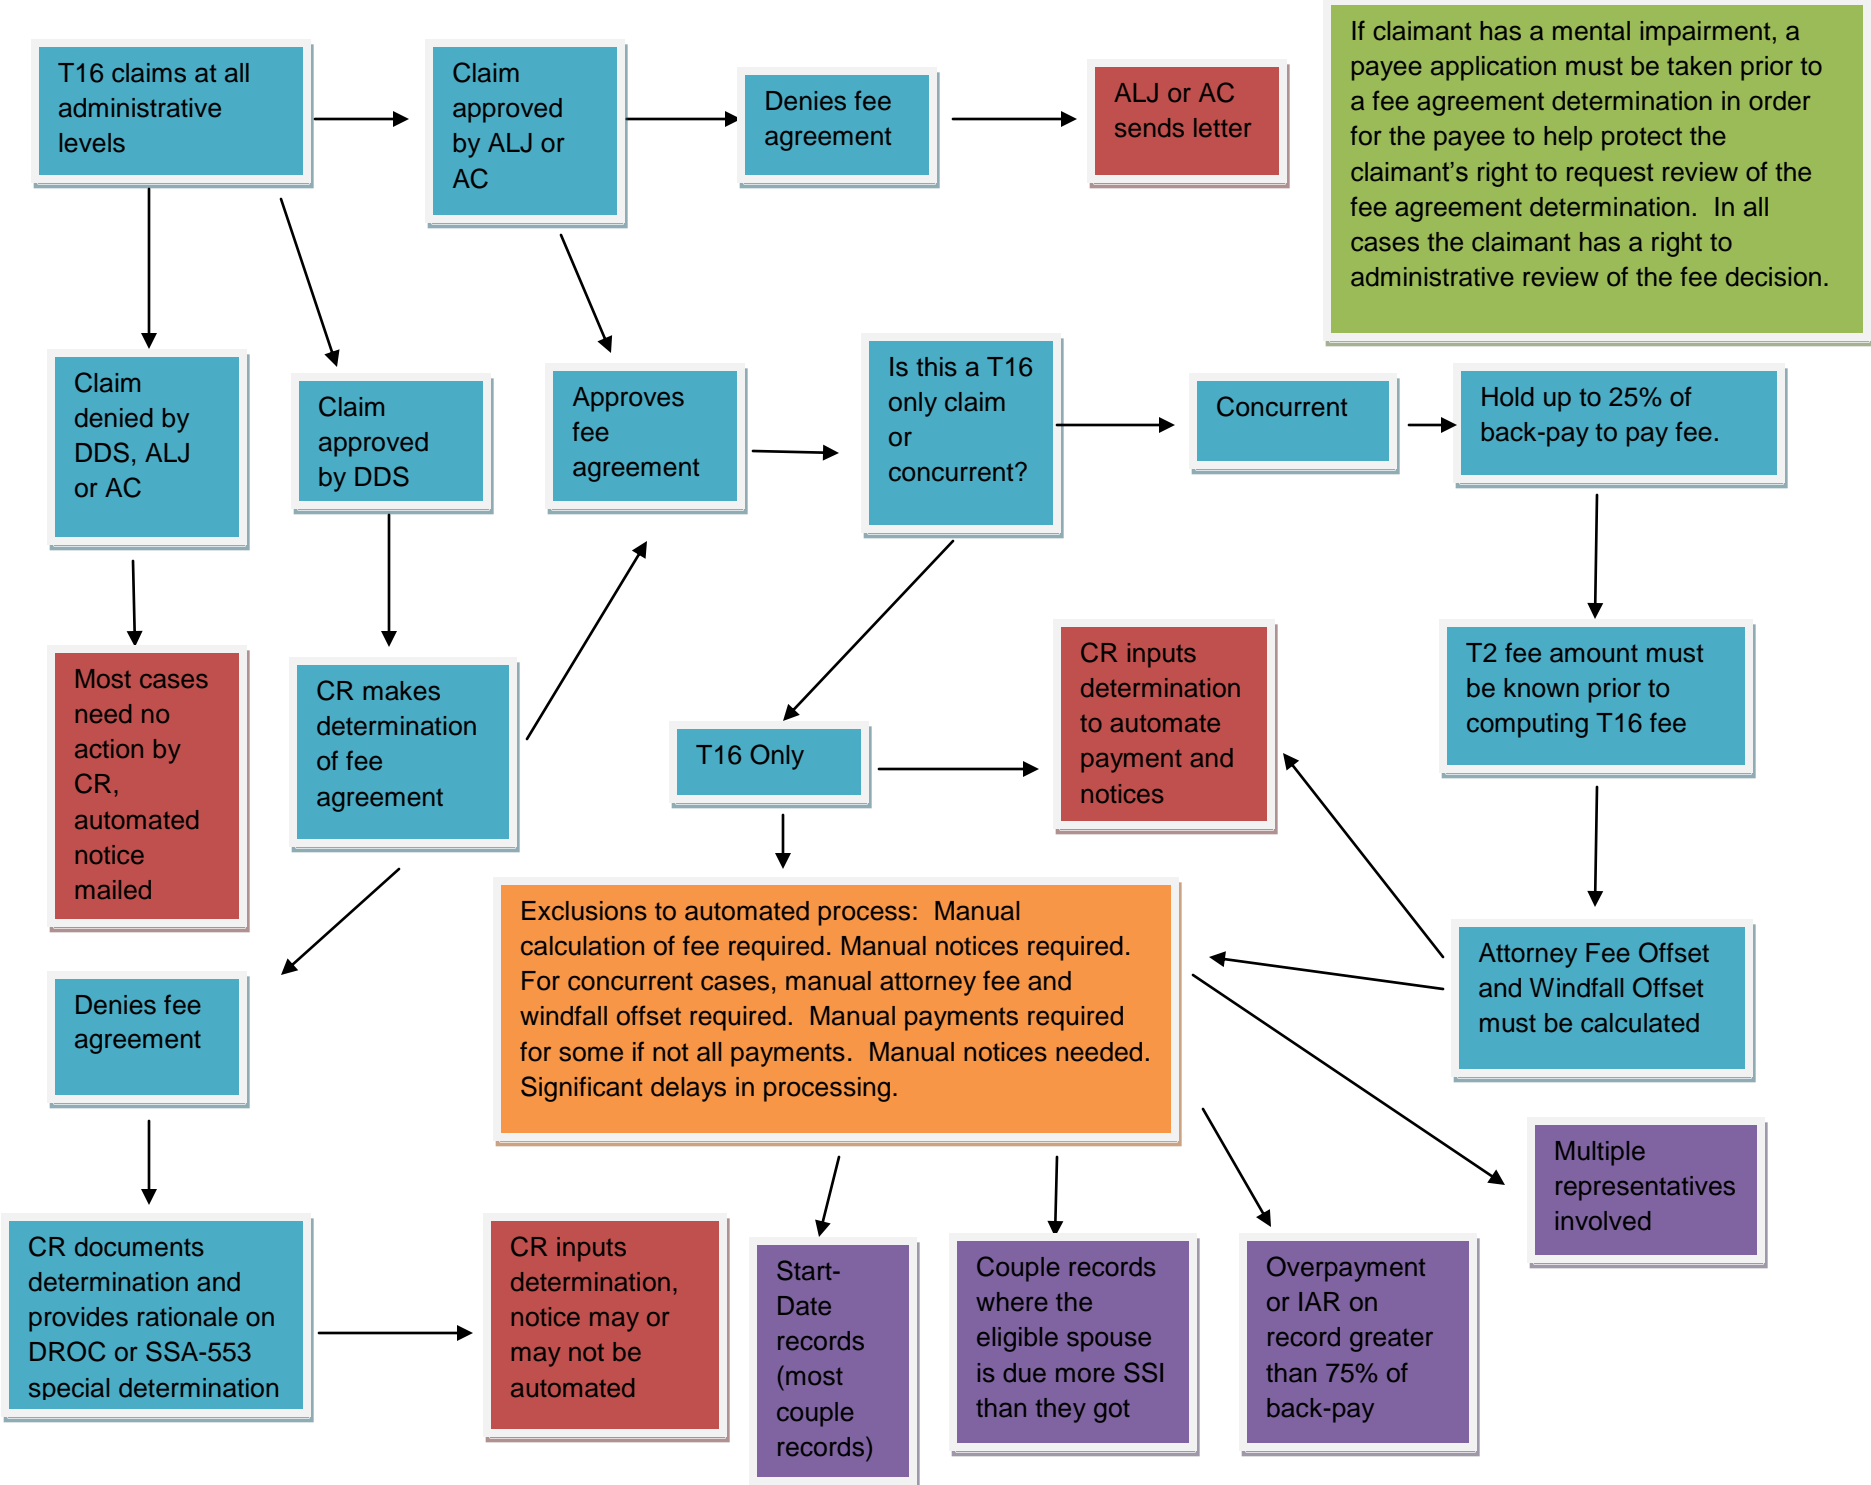 T16 claims at all
administrative
levels
Claim
approved
by ALJ or
AC
Denies fee
agreement
ALJ or AC
sends letter
If claimant has a mental impairment, a
payee application must be taken prior to
a fee agreement determination in order
for the payee to help protect the
claimant’s right to request review of the
fee agreement determination.  In all
cases the claimant has a right to
administrative review of the fee decision.
Claim
denied by
DDS, ALJ
or AC
Claim
approved
by DDS
Approves
fee
agreement
Is this a T16
only claim
or
concurrent?
Concurrent
Hold up to 25% of
back-pay to pay fee.
Most cases
need no
action by
CR,
automated
notice
mailed
CR makes
determination
of fee
agreement
T16 Only
CR inputs
determination
to automate
payment and
notices
T2 fee amount must
be known prior to
computing T16 fee
Exclusions to automated process:  Manual
calculation of fee required. Manual notices required.
For concurrent cases, manual attorney fee and
windfall offset required.  Manual payments required
for some if not all payments.  Manual notices needed.
Significant delays in processing.
Attorney Fee Offset
and Windfall Offset
must be calculated
Denies fee
agreement
Multiple
representatives
involved
CR documents
determination and
provides rationale on
DROC or SSA-553
special determination
CR inputs
determination,
notice may or
may not be
automated
Start-
Date
records
(most
couple
records)
Couple records
where the
eligible spouse
is due more SSI
than they got
Overpayment
or IAR on
record greater
than 75% of
back-pay